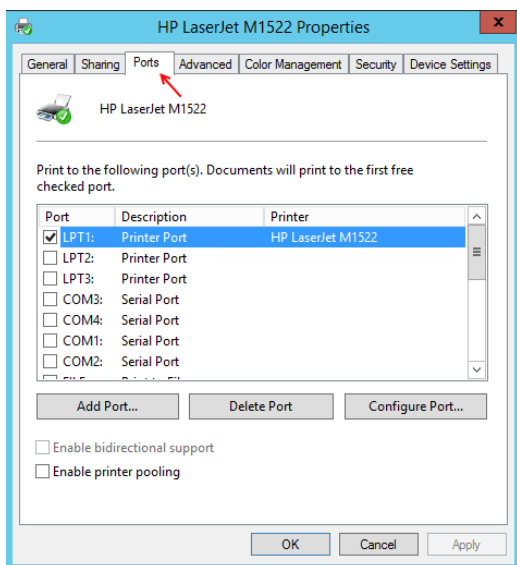 HP LaserJet M1522 Properties
x
General Sharing Ports Advanced Color Management Security Device Settings
HP LaserJet M1522
Print to the following port(s). Documents will print to the first free
checked port.
Port Description Printer
LPT1: Printer Port HP LaserJet M1522
LPT2: Printer Port
LPT3: Printer Port
COM3: Serial Port
COM4: Serial Port
COM1: Serial Port
COM2: Serial Port
Add Port... Delete Port Configure Port...
Enable bidirectional support
Enable printer pooling
OK Cancel Apply